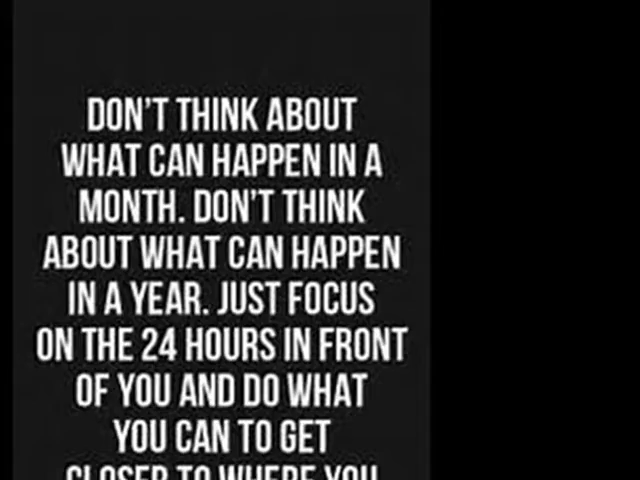 DON'T THINK ABOUT
WHAT CAN HAPPEN IN A
MONTH. DON'T THINK
ABOUT WHAT CAN HAPPEN
IN A YEAR. JUST FOCUS
ON THE 24 HOURS IN FRONT
OF YOU AND DO WHAT
YOU CAN TO GET
CLOSER TO WHERE YOU